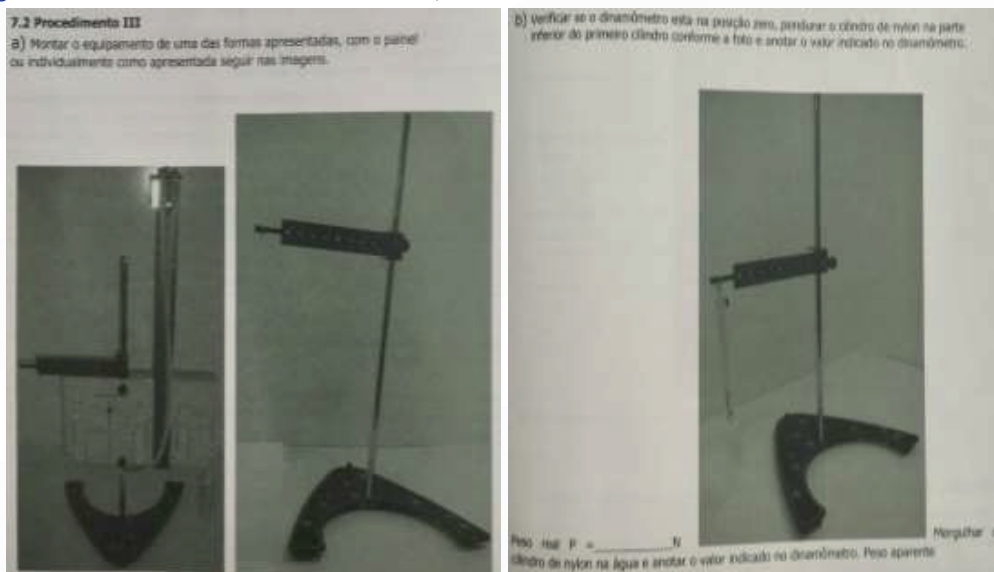 7.2 Procedimento III
a) Montar o equipamento de uma das formas apresentadas, com o painel
ou individualmente como apresentada seguir nas imagens.
b) Verificar se o dinamômetro esta na posição zero, pendurar o cilindro de nylon na parte
inferior do primeiro cilindro conforme a foto e anotar o valor indicado no dinamômetro.
Peso real P = ________ N
Mergulhar
cilindro de nylon na água e anotar o valor indicado no dinamômetro. Peso aparente